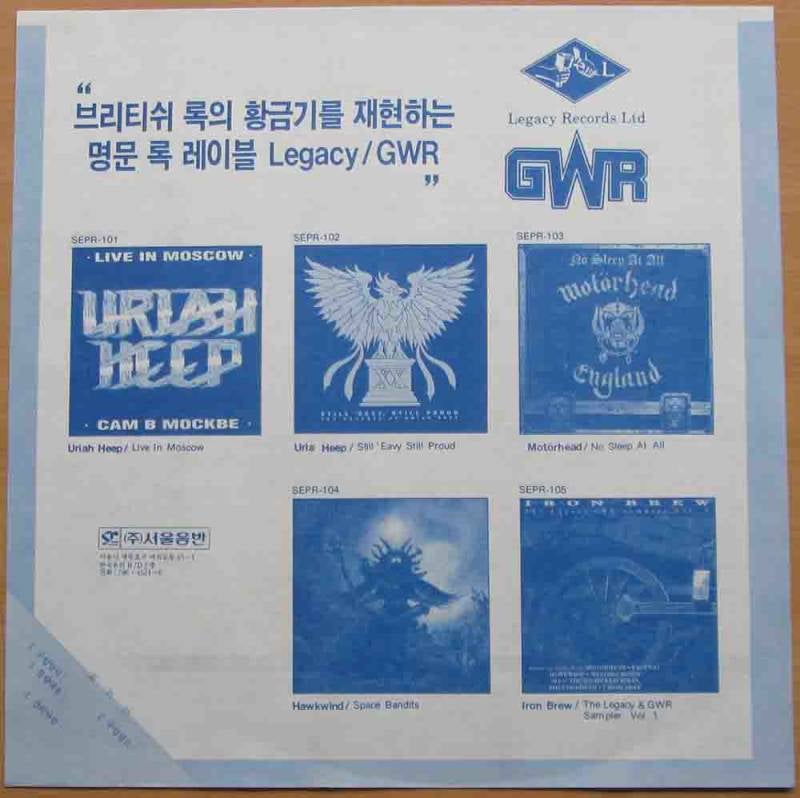 L
Legacy Records Ltd
GWR
“
브리티쉬 록의 황금기를 재현하는
명문 록 레이블 Legacy/GWR
”
SEPR-101
· LIVE IN MOSCOW ·
URIAH
HEEP
· CAM B MOCKBE ·
Uriah Heep/ Live In Moscow
SEPR-102
STILL 'EAVY, STILL PROUD
Uria Heep / Still 'Eavy Still Proud
SEPR-103
No Sleep At All
motörhead
England
Motörhead/ No Sleep At All
SEPR-104
Hawkwind/ Space Bandits
SEPR-105
IRON BREW
Iron Brew/ The Legacy & GWR
Sampler Vol 1
(주)서울음반